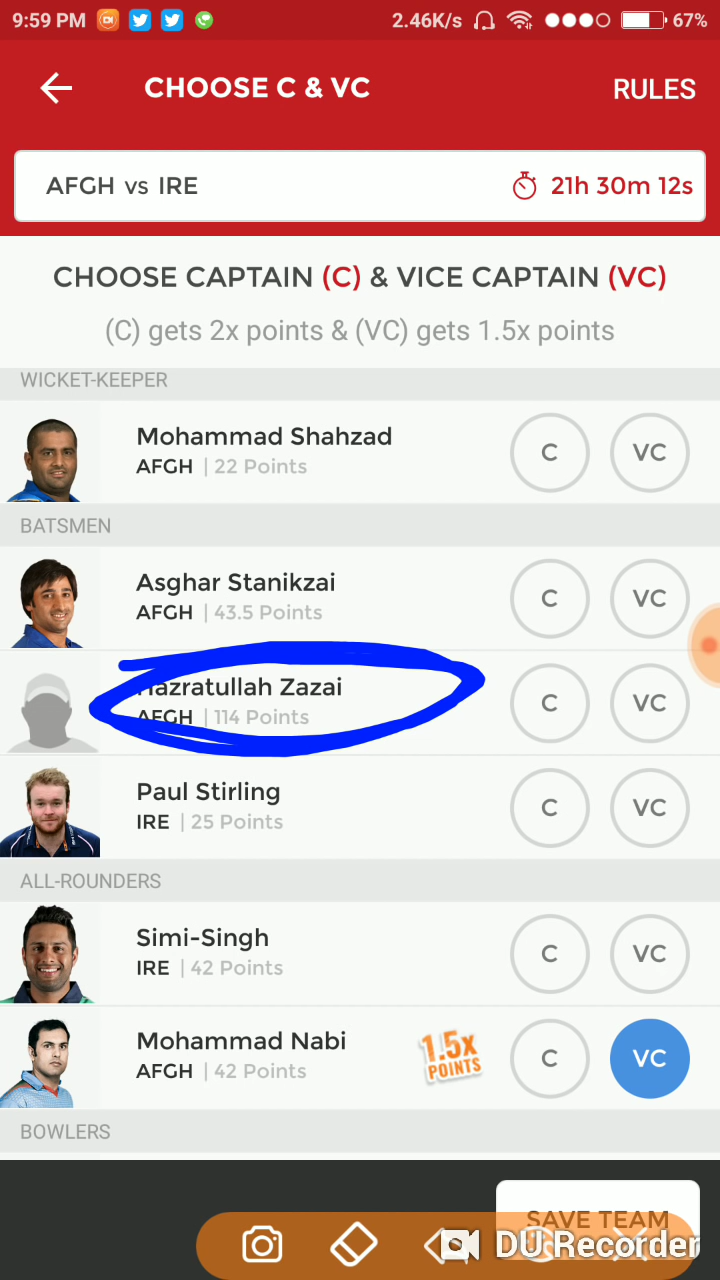 9:59 PM 2.46K/s 67%
CHOOSE C & VC RULES
AFGH vs IRE 21h 30m 12s
CHOOSE CAPTAIN (C) & VICE CAPTAIN (VC)
(C) gets 2x points & (VC) gets 1.5x points
WICKET-KEEPER
Mohammad Shahzad
AFGH | 22 Points
C VC
BATSMEN
Asghar Stanikzai
AFGH | 43.5 Points
C VC
Hazratullah Zazai
AFGH | 114 Points
C VC
Paul Stirling
IRE | 25 Points
C VC
ALL-ROUNDERS
Simi-Singh
IRE | 42 Points
C VC
Mohammad Nabi
AFGH | 42 Points
1.5x
POINTS
C VC
BOWLERS
SAVE TEAM
DU Recorder